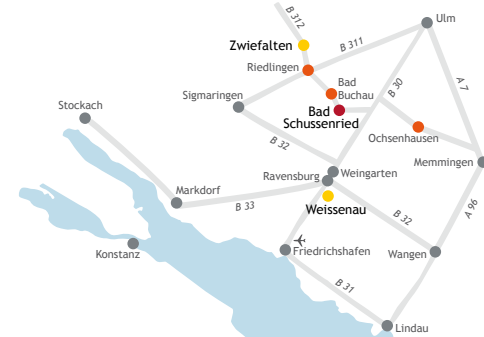 B 312
Ulm
Zwiefalten
B 311
Riedlingen
Bad
Buchau
B 30
A 7
Sigmaringen
Stockach
Bad
Schussenried
Ochsenhausen
B 32
Memmingen
Ravensburg
Weingarten
Markdorf
B 33
Weissenau
B 32
A 96
Konstanz
Friedrichshafen
Wangen
B 31
Lindau